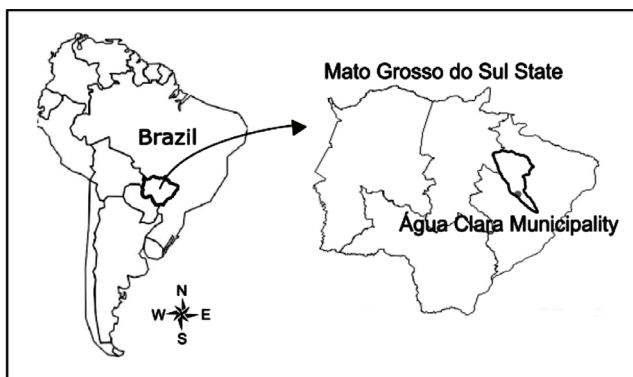 Mato Grosso do Sul State
Brazil
Água Clara Municipality
N
W E
S